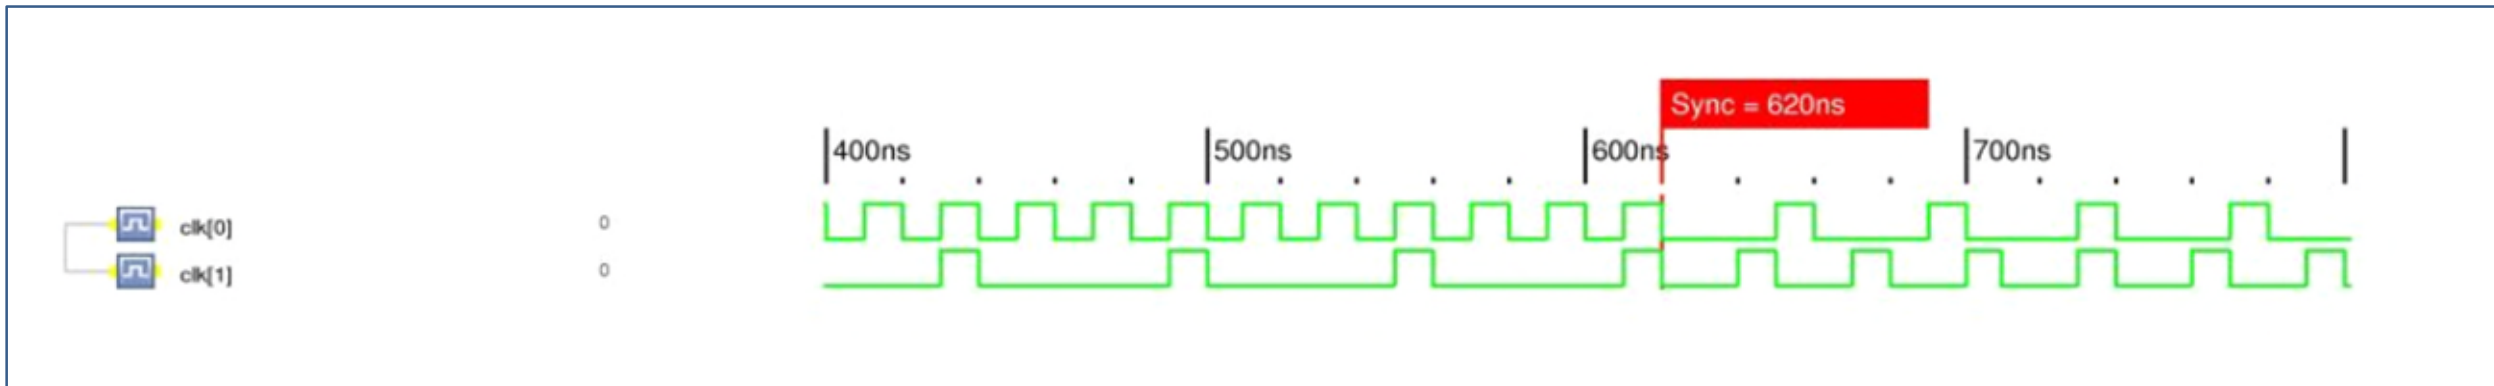 Sync = 620ns
400ns 500ns 600ns 700ns
clk[0] 0
clk[1] 0